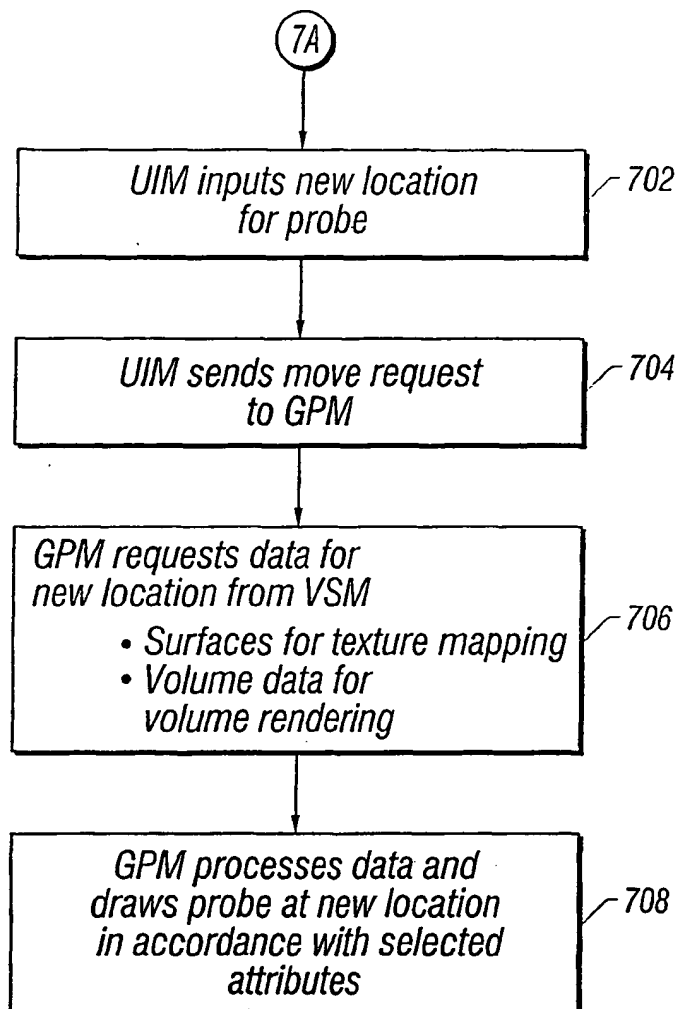 7A
UIM inputs new location
for probe
702
UIM sends move request
to GPM
704
GPM requests data for
new location from VSM
• Surfaces for texture mapping
• Volume data for
volume rendering
706
GPM processes data and
draws probe at new location
in accordance with selected
attributes
708